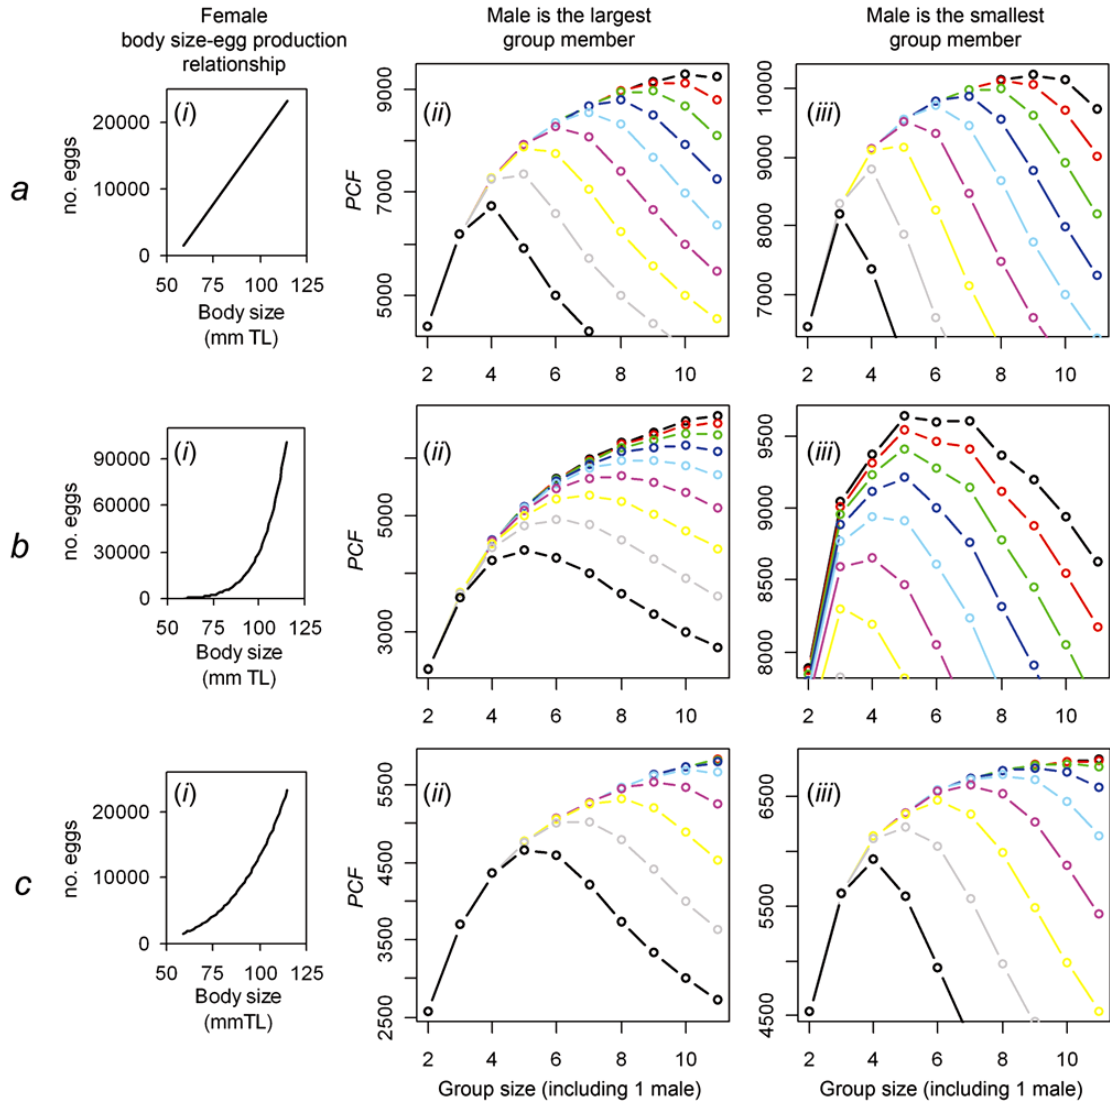 Female
body size-egg production
relationship
Male is the largest
group member
Male is the smallest
group member
a
(i)
no. eggs
20000
10000
0
50 75 100 125
Body size
(mm TL)
(ii)
PCF
9000
7000
5000
2 4 6 8 10
(iii)
10000
9000
8000
7000
2 4 6 8 10
b
(i)
no. eggs
90000
60000
30000
0
50 75 100 125
Body size
(mm TL)
(ii)
PCF
5000
3000
2 4 6 8 10
(iii)
9500
9000
8500
8000
2 4 6 8 10
c
(i)
no. eggs
20000
10000
0
50 75 100 125
Body size
(mmTL)
(ii)
PCF
5500
4500
3500
2500
2 4 6 8 10
Group size (including 1 male)
(iii)
6500
5500
4500
2 4 6 8 10
Group size (including 1 male)